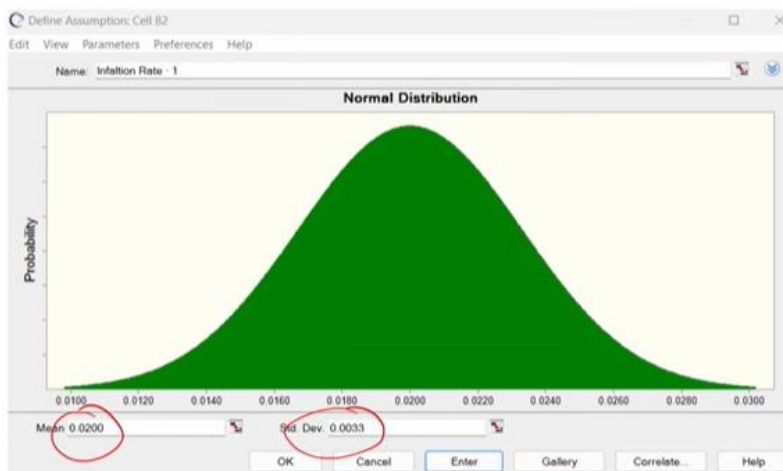 Define Assumption: Cell B2
Edit View Parameters Preferences Help
Name: Infaltion Rate - 1
Normal Distribution
Probability
0.0100 0.0120 0.0140 0.0160 0.0180 0.0200 0.0220 0.0240 0.0260 0.0280 0.0300
Mean 0.0200 Std. Dev. 0.0033
OK Cancel Enter Gallery Correlate... Help